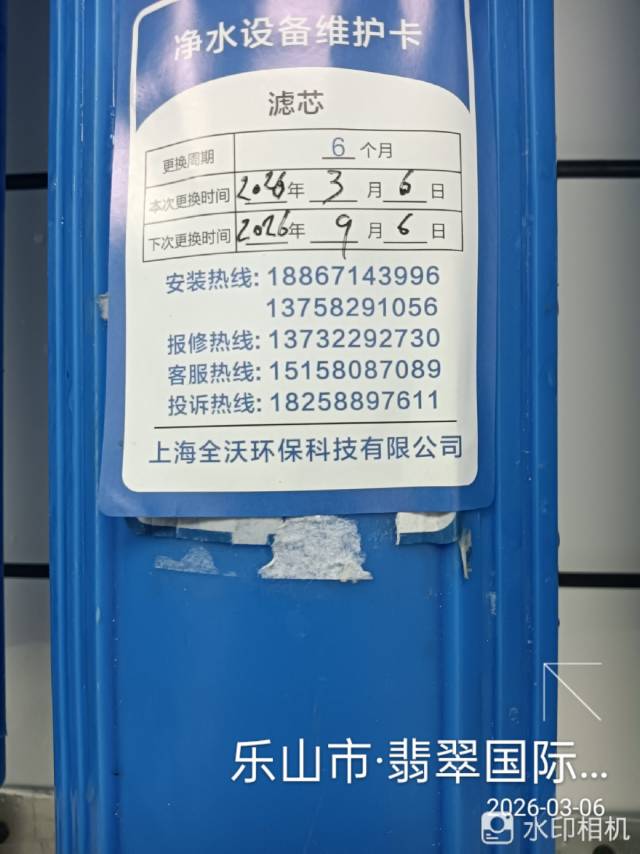 净水设备维护卡
滤芯
更换周期 6 个月
本次更换时间 2026年 3 月 6 日
下次更换时间 2026年 9 月 6 日
安装热线: 18867143996
13758291056
报修热线: 13732292730
客服热线: 15158087089
投诉热线: 18258897611
上海全沃环保科技有限公司
乐山市·翡翠国际...
2026-03-06
水印相机